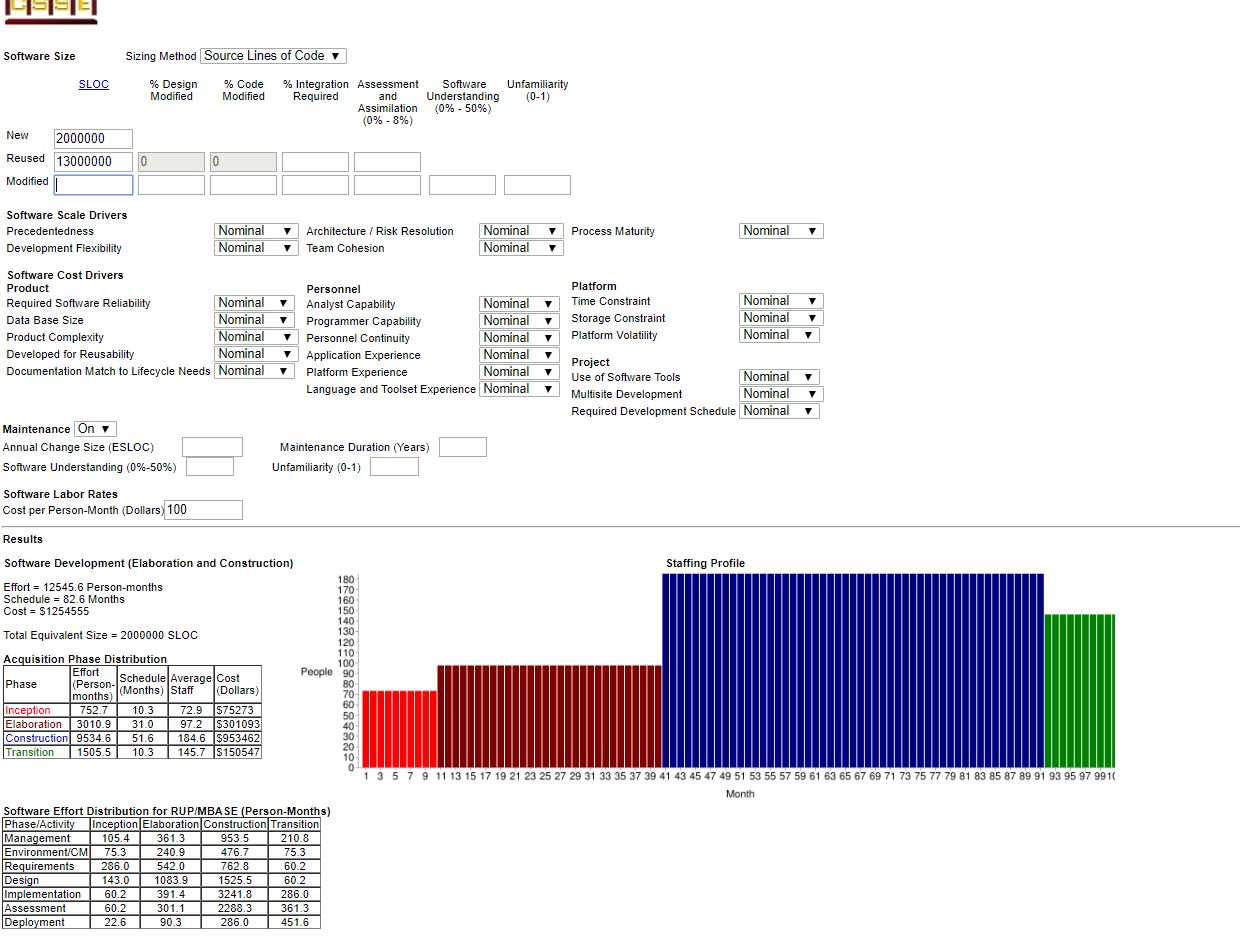 CSSE
Software Size Sizing Method Source Lines of Code ▼
SLOC % Design Modified % Code Modified % Integration Required Assessment and Assimilation (0% - 8%) Software Understanding (0% - 50%) Unfamiliarity (0-1)
New 2000000
Reused 13000000 0 0
Modified
Software Scale Drivers
Precedentedness Nominal ▼ Architecture / Risk Resolution Nominal ▼ Process Maturity Nominal ▼
Development Flexibility Nominal ▼ Team Cohesion Nominal ▼
Software Cost Drivers
Product
Required Software Reliability Nominal ▼
Data Base Size Nominal ▼
Product Complexity Nominal ▼
Developed for Reusability Nominal ▼
Documentation Match to Lifecycle Needs Nominal ▼
Personnel
Analyst Capability Nominal ▼
Programmer Capability Nominal ▼
Personnel Continuity Nominal ▼
Application Experience Nominal ▼
Platform Experience Nominal ▼
Language and Toolset Experience Nominal ▼
Platform
Time Constraint Nominal ▼
Storage Constraint Nominal ▼
Platform Volatility Nominal ▼
Project
Use of Software Tools Nominal ▼
Multisite Development Nominal ▼
Required Development Schedule Nominal ▼
Maintenance On ▼
Annual Change Size (ESLOC) Maintenance Duration (Years)
Software Understanding (0%-50%) Unfamiliarity (0-1)
Software Labor Rates
Cost per Person-Month (Dollars) 100
Results
Software Development (Elaboration and Construction)
Effort = 12545.6 Person-months
Schedule = 82.6 Months
Cost = $1254555
Total Equivalent Size = 2000000 SLOC
Acquisition Phase Distribution
Phase Effort (Person-months) Schedule (Months) Average Staff Cost (Dollars)
Inception 752.7 10.3 72.9 $75273
Elaboration 3010.9 31.0 97.2 $301093
Construction 9534.6 51.6 184.6 $953462
Transition 1505.5 10.3 145.7 $150547
Staffing Profile
180
170
160
150
140
130
120
110
100
90
80
70
60
50
40
30
20
10
0
People
1 3 5 7 9 11 13 15 17 19 21 23 25 27 29 31 33 35 37 39 41 43 45 47 49 51 53 55 57 59 61 63 65 67 69 71 73 75 77 79 81 83 85 87 89 91 93 95 97 99 10
Month
Software Effort Distribution for RUP/MBASE (Person-Months)
Phase/Activity Inception Elaboration Construction Transition
Management 105.4 361.3 953.5 210.8
Environment/CM 75.3 240.9 476.7 75.3
Requirements 286.0 542.0 762.8 60.2
Design 143.0 1083.9 1525.5 60.2
Implementation 60.2 391.4 3241.8 286.0
Assessment 60.2 301.1 2288.3 361.3
Deployment 22.6 90.3 286.0 451.6